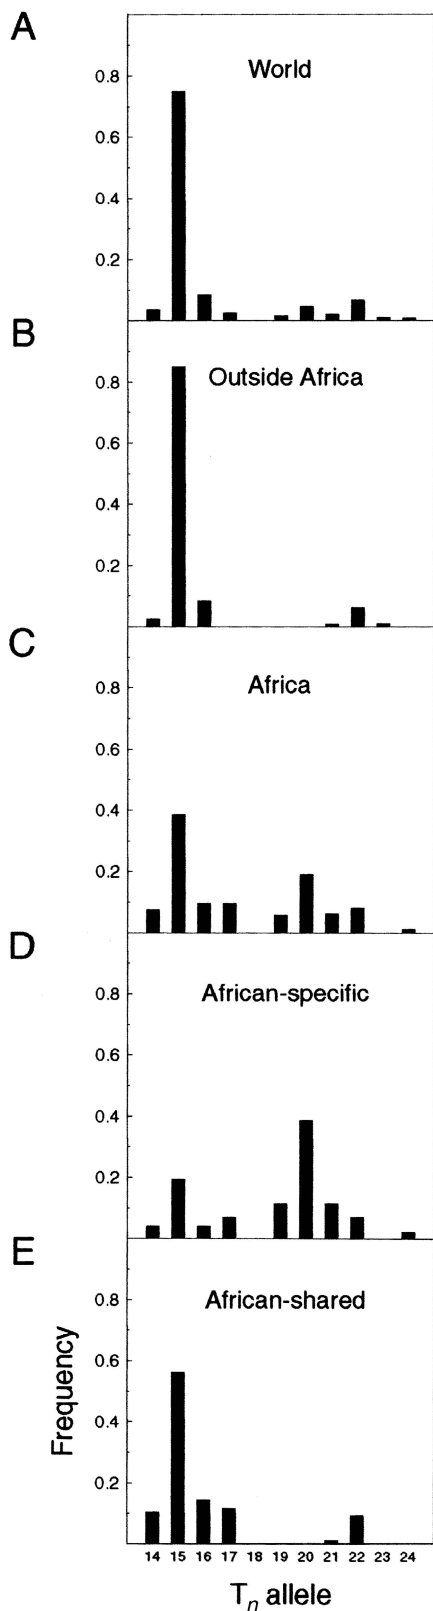 A
World
0.8
0.6
0.4
0.2
B
Outside Africa
0.8
0.6
0.4
0.2
C
Africa
0.8
0.6
0.4
0.2
D
African-specific
0.8
0.6
0.4
0.2
E
African-shared
0.8
0.6
0.4
0.2
Frequency
14 15 16 17 18 19 20 21 22 23 24
Tn allele